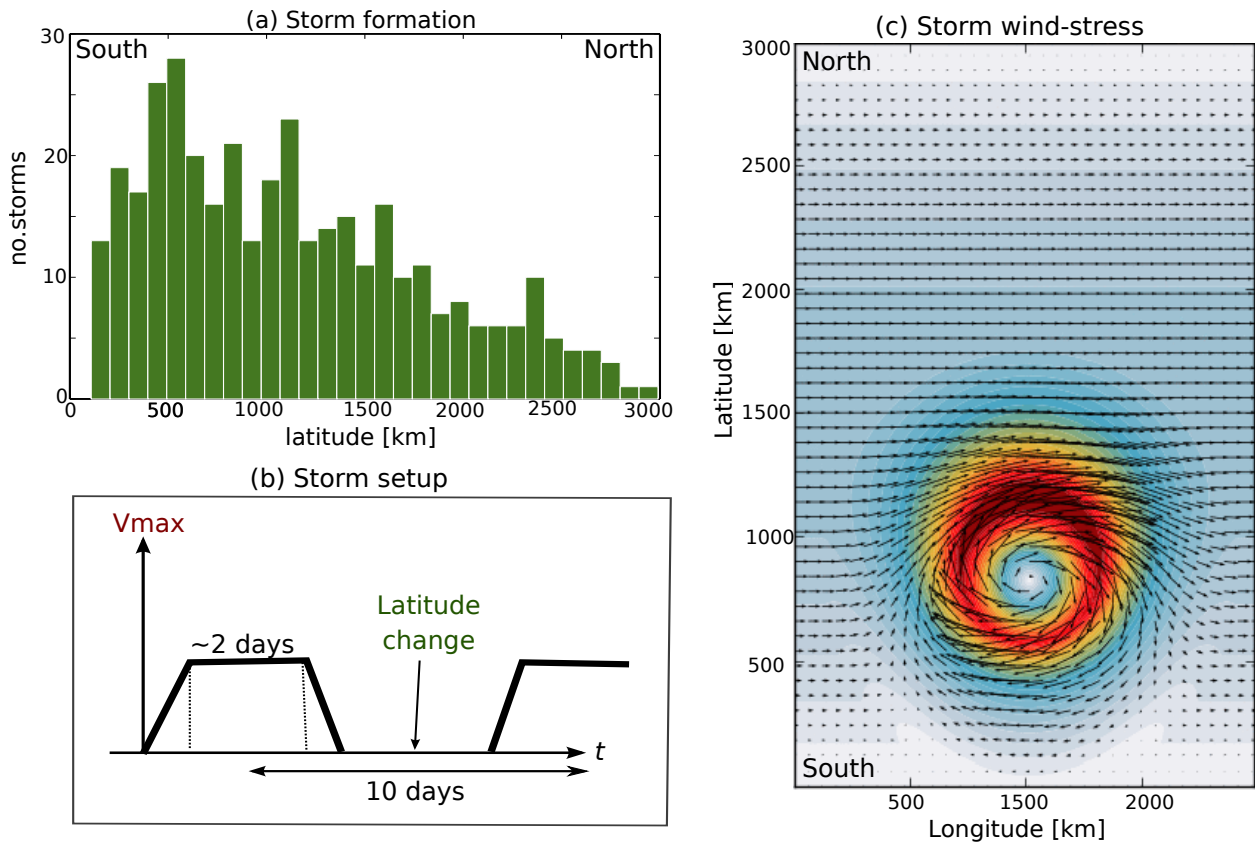 (a) Storm formation
South
North
30
20
10
0
0
500
1000
1500
2000
2500
3000
no.storms
latitude [km]
(b) Storm setup
Vmax
~2 days
Latitude
change
t
10 days
(c) Storm wind-stress
North
South
3000
2500
2000
1500
1000
500
Latitude [km]
500
1500
2000
Longitude [km]